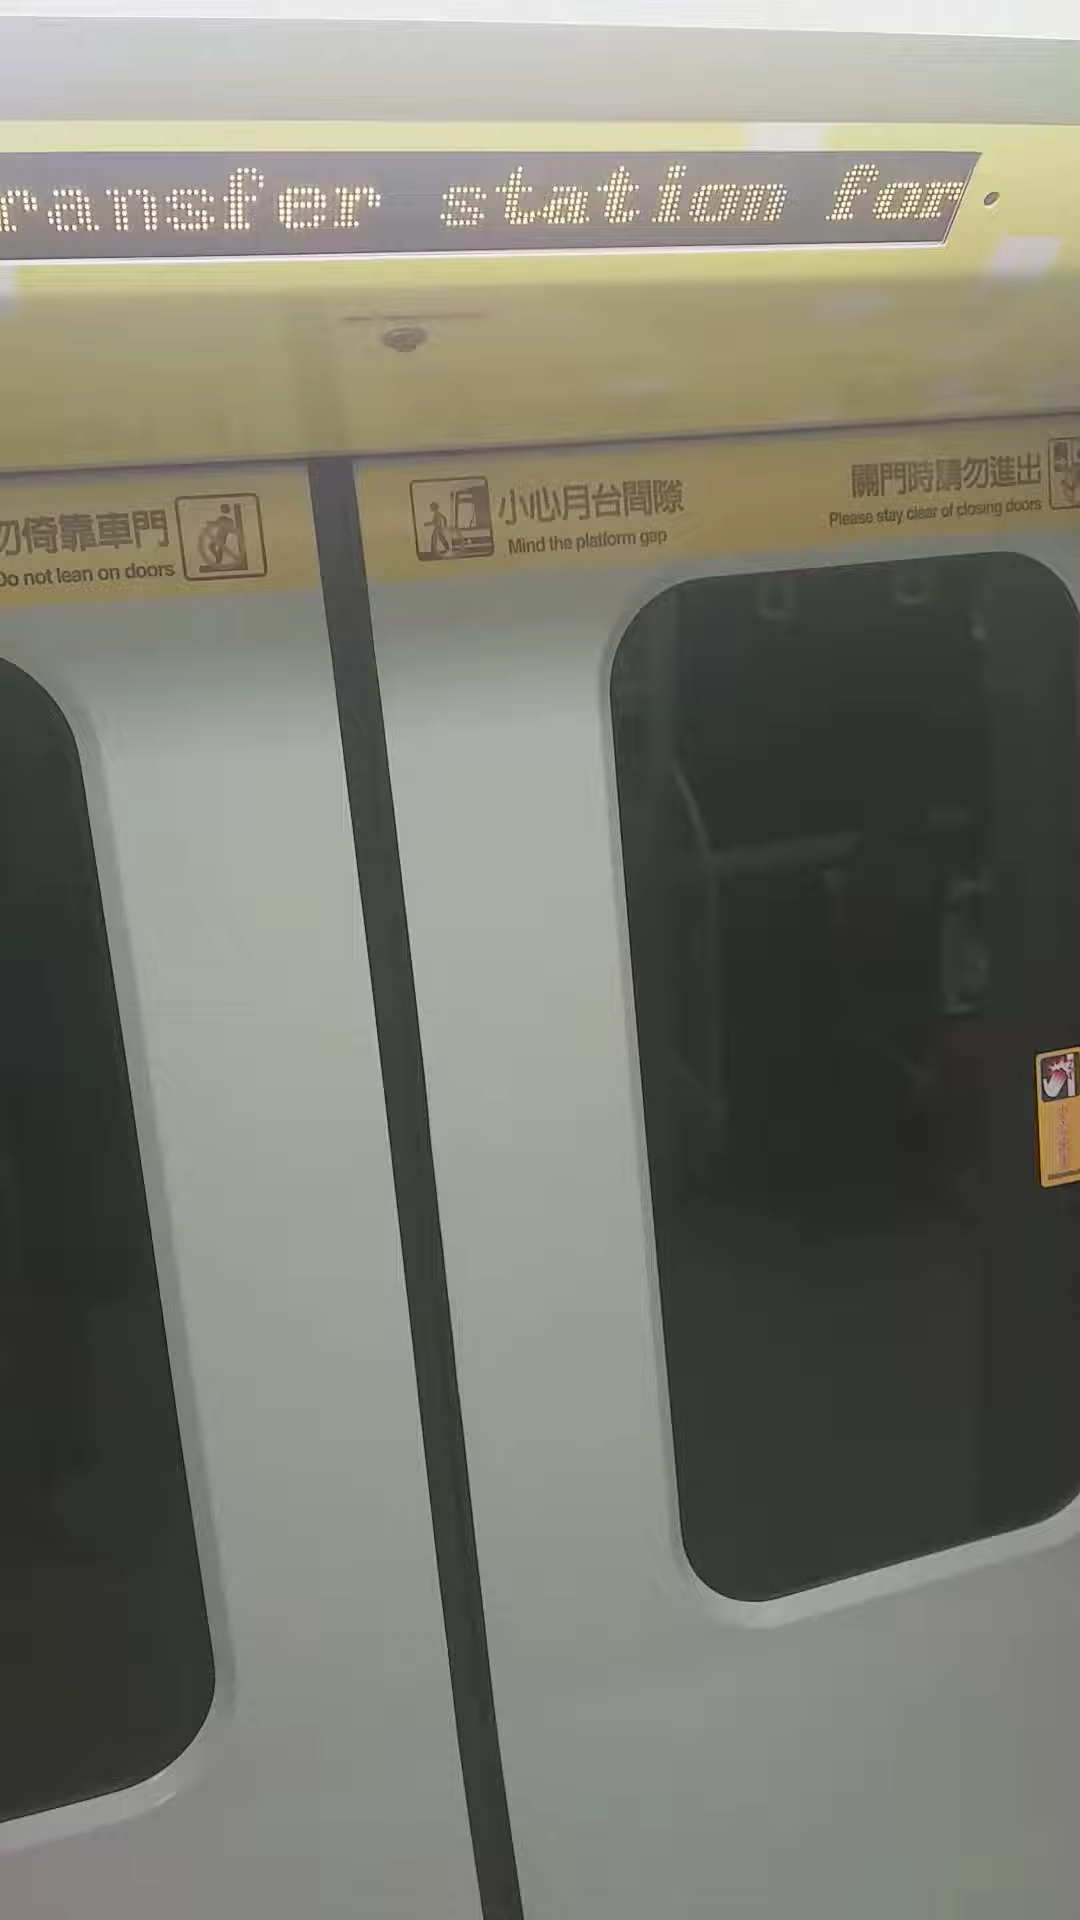 ransfer station for
勿倚靠車門
Do not lean on doors
小心月台間隙
Mind the platform gap
關門時請勿進出
Please stay clear of closing doors